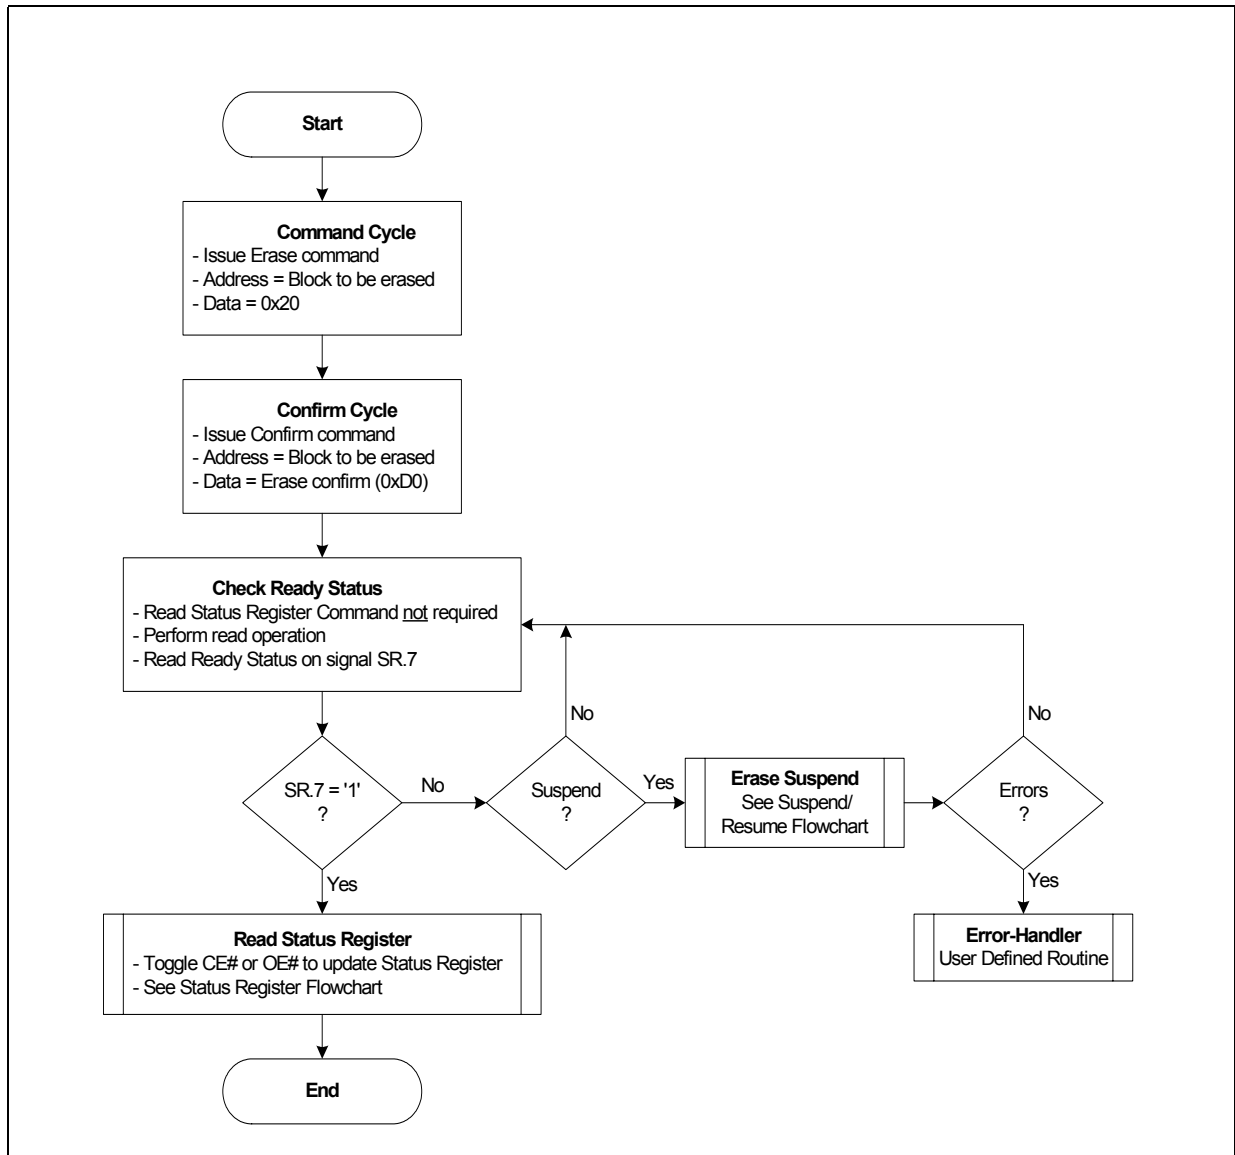 Start
Command Cycle
- Issue Erase command
- Address = Block to be erased
- Data = 0x20
Confirm Cycle
- Issue Confirm command
- Address = Block to be erased
- Data = Erase confirm (0xD0)
Check Ready Status
- Read Status Register Command not required
- Perform read operation
- Read Ready Status on signal SR.7
No
No
SR.7 = '1'
?
No
Suspend
?
Yes
Erase Suspend
See Suspend/
Resume Flowchart
Errors
?
Yes
Yes
Read Status Register
- Toggle CE# or OE# to update Status Register
- See Status Register Flowchart
Error-Handler
User Defined Routine
End